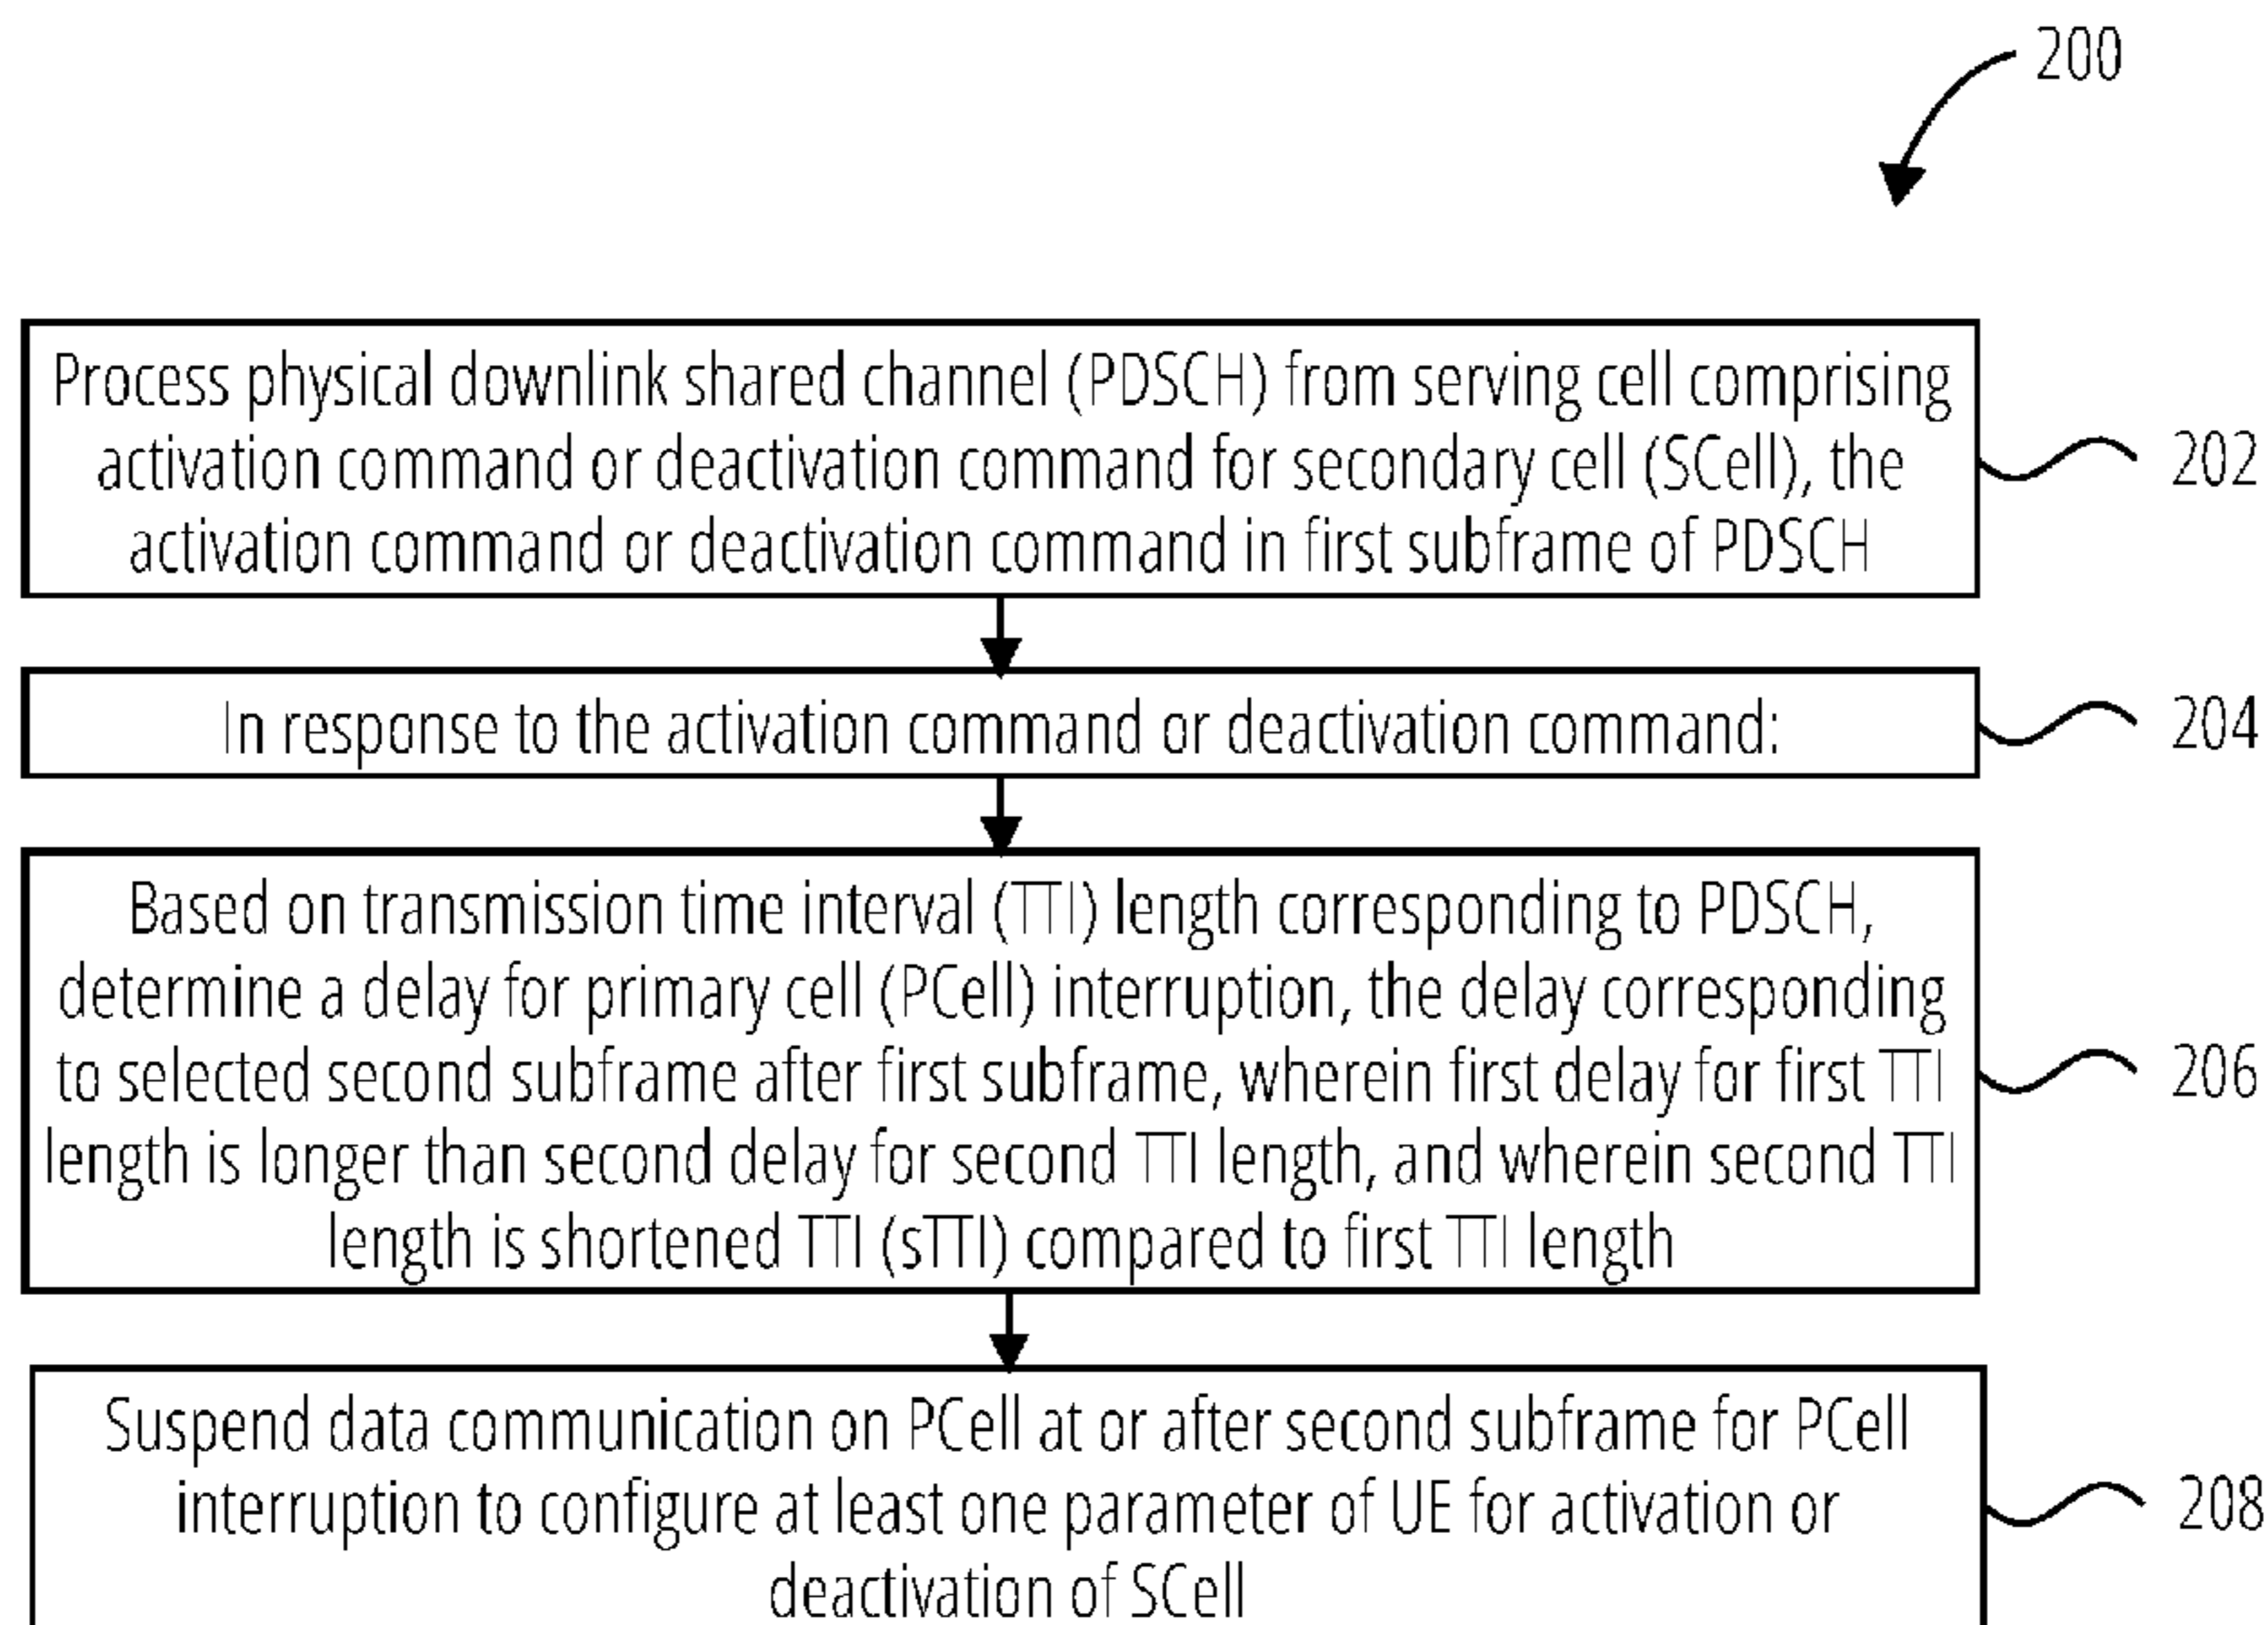 200
Process physical downlink shared channel (PDSCH) from serving cell comprising
activation command or deactivation command for secondary cell (SCell), the
activation command or deactivation command in first subframe of PDSCH
202
In response to the activation command or deactivation command:
204
Based on transmission time interval (TTI) length corresponding to PDSCH,
determine a delay for primary cell (PCell) interruption, the delay corresponding
to selected second subframe after first subframe, wherein first delay for first TTI
length is longer than second delay for second TTI length, and wherein second TTI
length is shortened TTI (sTTI) compared to first TTI length
206
Suspend data communication on PCell at or after second subframe for PCell
interruption to configure at least one parameter of UE for activation or
deactivation of SCell
208